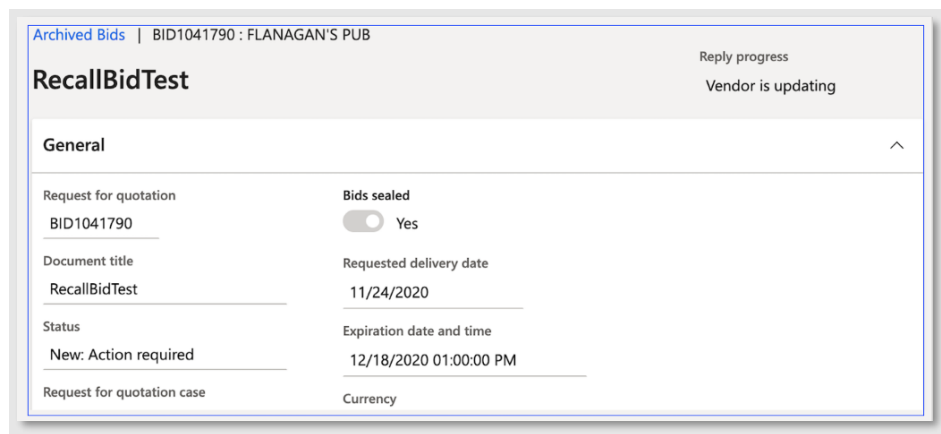 Archived Bids | BID1041790 : FLANAGAN'S PUB
RecallBidTest
Reply progress
Vendor is updating
General
Request for quotation
BID1041790
Document title
RecallBidTest
Status
New: Action required
Request for quotation case
Bids sealed
Yes
Requested delivery date
11/24/2020
Expiration date and time
12/18/2020 01:00:00 PM
Currency